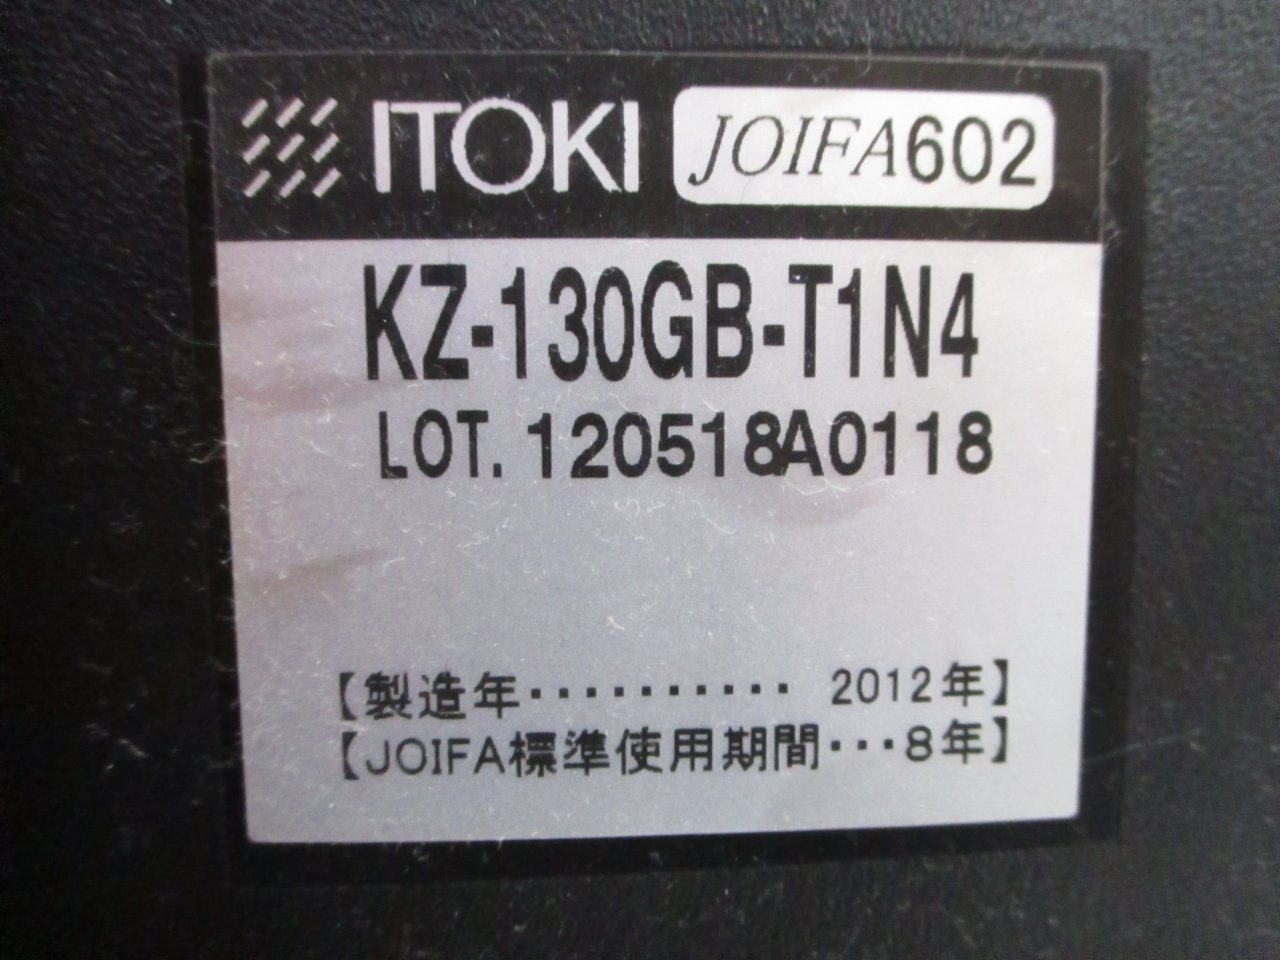 ITOKI JOIFA602
KZ-130GB-T1N4
LOT. 120518A0118
【製造年・・・・・・・・・・ 2012年】
【JOIFA標準使用期間・・・8年】